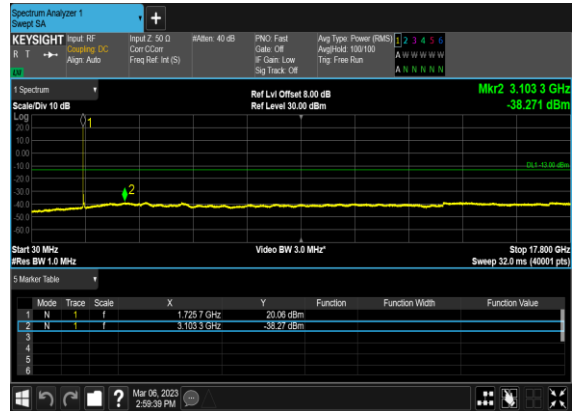 Spectrum Analyzer 1
Swept SA
+
KEYSIGHT Input: RF Input Z: 50 Ω #Atten: 40 dB PNO: Fast Avg Type: Power (RMS) 1 2 3 4 5 6
R T Coupling: DC Corr CCorr Gate: Off Avg|Hold: 100/100 A W W W W W
Align: Auto Freq Ref: Int (S) IF Gain: Low Trig: Free Run
LW Sig Track: Off A N N N N N
1 Spectrum Ref Lvl Offset 8.00 dB Mkr2 3.103 3 GHz
Scale/Div 10 dB Ref Level 30.00 dBm -38.271 dBm
Log
20.0 1
10.0
0.00
-10.0 DL1 -13.00 dBm
-20.0
-30.0 2
-40.0
-50.0
-60.0
Start 30 MHz Video BW 3.0 MHz* Stop 17.800 GHz
#Res BW 1.0 MHz Sweep 32.0 ms (40001 pts)
5 Marker Table
Mode Trace Scale X Y Function Function Width Function Value
1 N 1 f 1.725 7 GHz 20.06 dBm
2 N 1 f 3.103 3 GHz -38.27 dBm
3
4
5
6
? Mar 06, 2023
2:59:39 PM